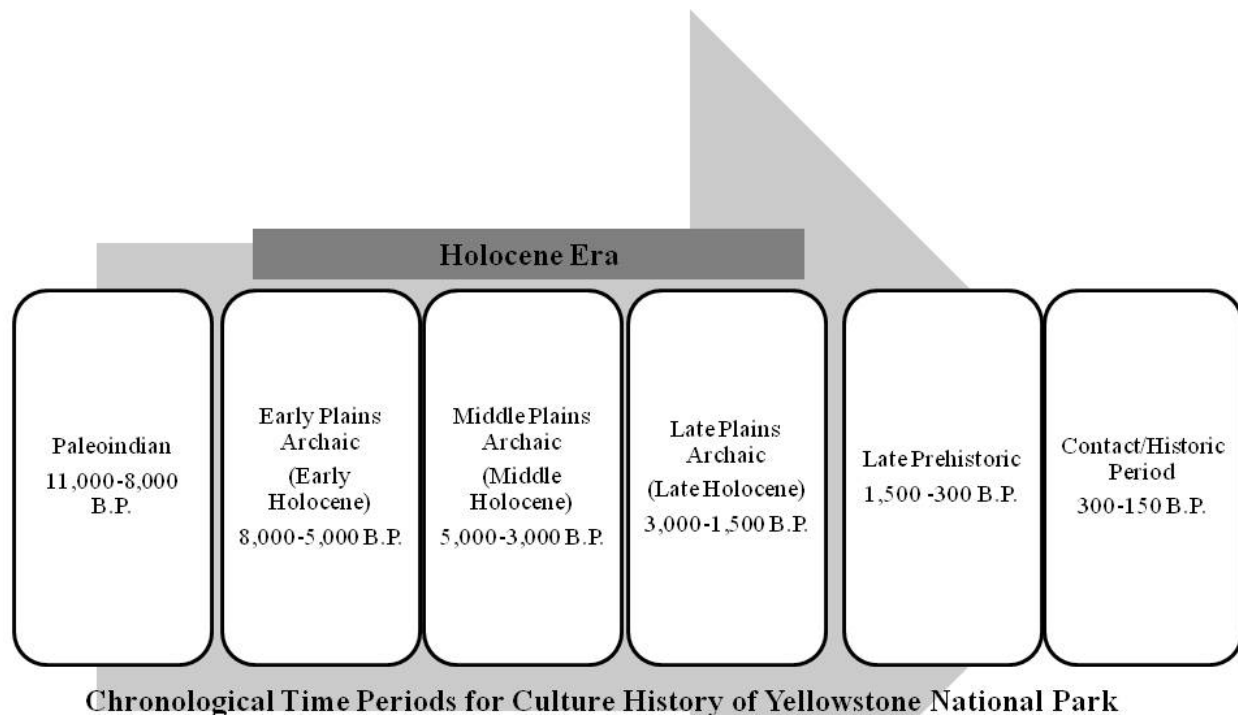 Holocene Era
Paleoindian
11,000-8,000
B.P.
Early Plains
Archaic
(Early
Holocene)
8,000-5,000 B.P.
Middle Plains
Archaic
(Middle
Holocene)
5,000-3,000 B.P.
Late Plains
Archaic
(Late Holocene)
3,000-1,500 B.P.
Late Prehistoric
1,500 -300 B.P.
Contact/Historic
Period
300-150 B.P.
Chronological Time Periods for Culture History of Yellowstone National Park